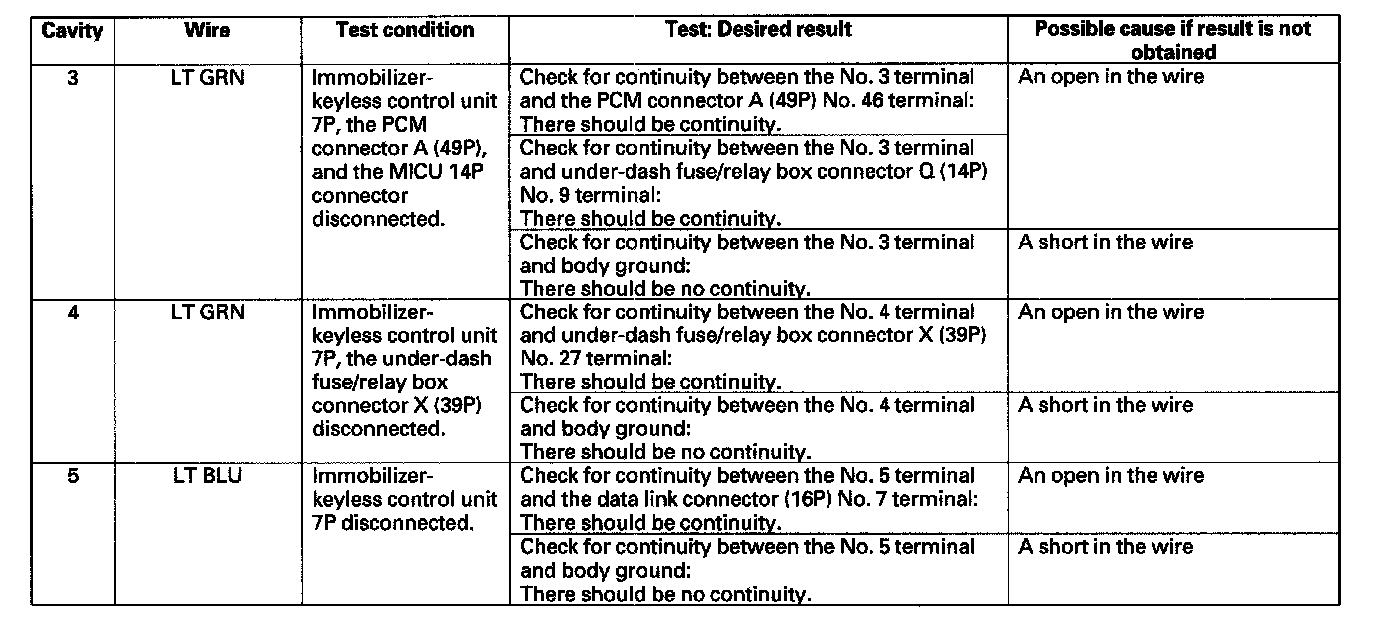 Cavity
Wire
Test condition
Test: Desired result
Possible cause if result is not
obtained
3
LT GRN
Immobilizer-
keyless control unit
7P, the PCM
connector A (49P),
and the MICU 14P
connector
disconnected.
Check for continuity between the No. 3 terminal
and the PCM connector A (49P) No. 46 terminal:
There should be continuity.
An open in the wire
Check for continuity between the No. 3 terminal
and under-dash fuse/relay box connector Q (14P)
No. 9 terminal:
There should be continuity.
Check for continuity between the No. 3 terminal
and body ground:
There should be no continuity.
A short in the wire
4
LT GRN
Immobilizer-
keyless control unit
7P, the under-dash
fuse/relay box
connector X (39P)
disconnected.
Check for continuity between the No. 4 terminal
and under-dash fuse/relay box connector X (39P)
No. 27 terminal:
There should be continuity.
An open in the wire
Check for continuity between the No. 4 terminal
and body ground:
There should be no continuity.
A short in the wire
5
LT BLU
Immobilizer-
keyless control unit
7P disconnected.
Check for continuity between the No. 5 terminal
and the data link connector (16P) No. 7 terminal:
There should be continuity.
An open in the wire
Check for continuity between the No. 5 terminal
and body ground:
There should be no continuity.
A short in the wire